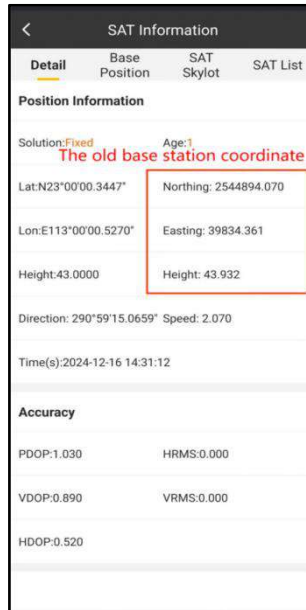 < SAT Information
Detail Base Position SAT Skylot SAT List
Position Information
Solution:Fixed Age:1
The old base station coordinate
Lat:N23°00'00.3447" Northing: 2544894.070
Lon:E113°00'00.5270" Easting: 39834.361
Height:43.0000 Height: 43.932
Direction: 290°59'15.0659" Speed: 2.070
Time(s):2024-12-16 14:31:12
Accuracy
PDOP:1.030 HRMS:0.000
VDOP:0.890 VRMS:0.000
HDOP:0.520